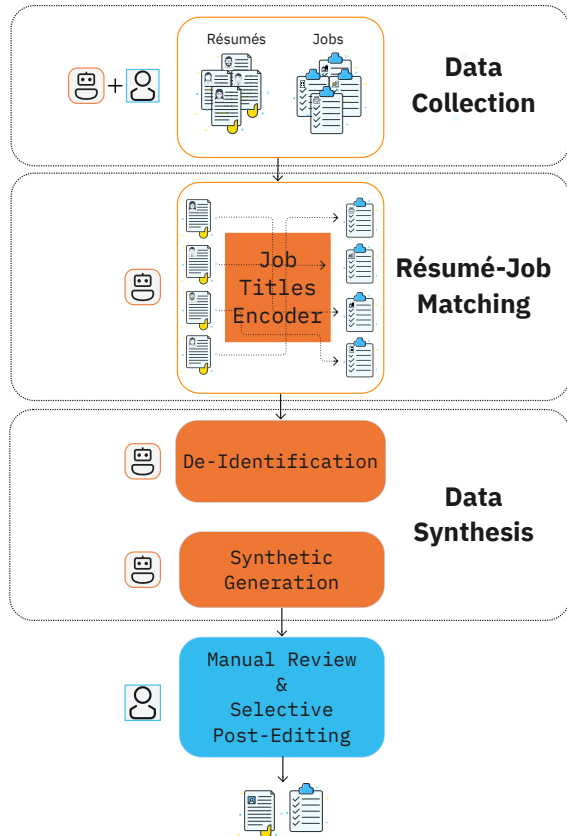 Résumés
Jobs
+
Data
Collection
Job
Titles
Encoder
Résumé-Job
Matching
De-Identification
Synthetic
Generation
Data
Synthesis
Manual Review
&
Selective
Post-Editing